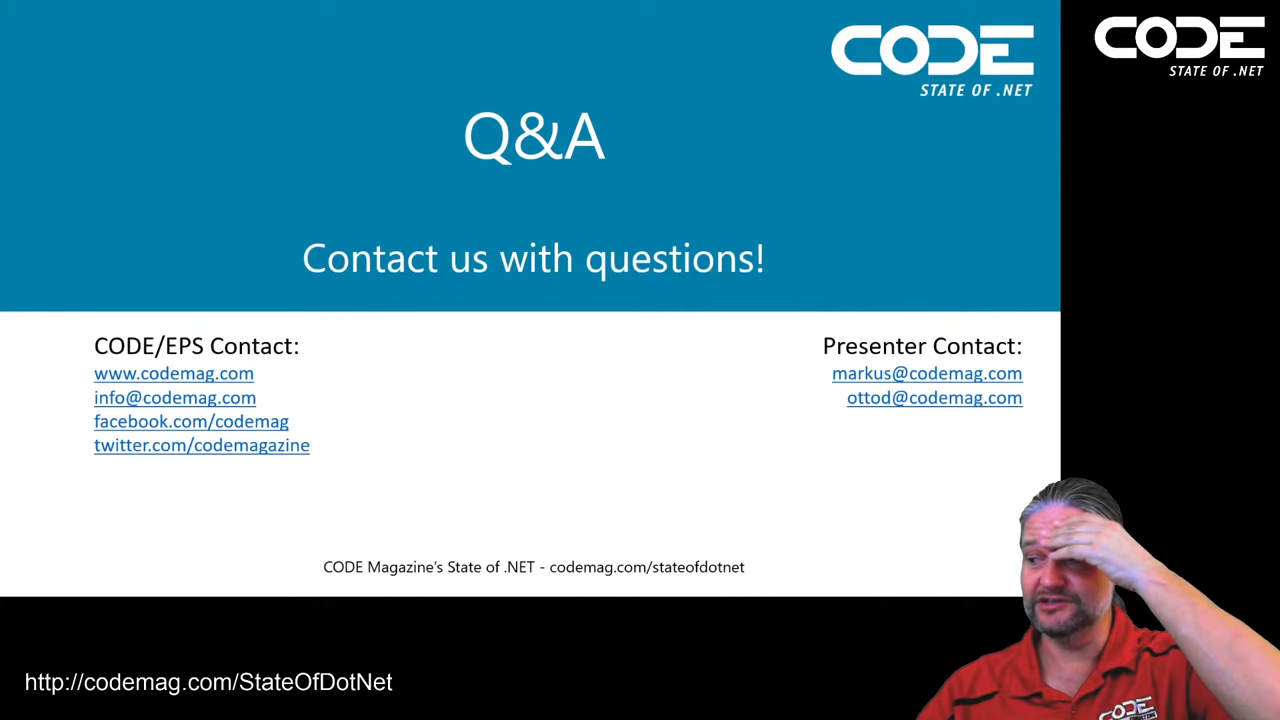 CODE
STATE OF .NET
CODE
STATE OF .NET
Q&A
Contact us with questions!
CODE/EPS Contact:
www.codemag.com
info@codemag.com
facebook.com/codemag
twitter.com/codemagazine
Presenter Contact:
markus@codemag.com
ottod@codemag.com
CODE Magazine's State of .NET - codemag.com/stateofdotnet
http://codemag.com/StateOfDotNet
CODE